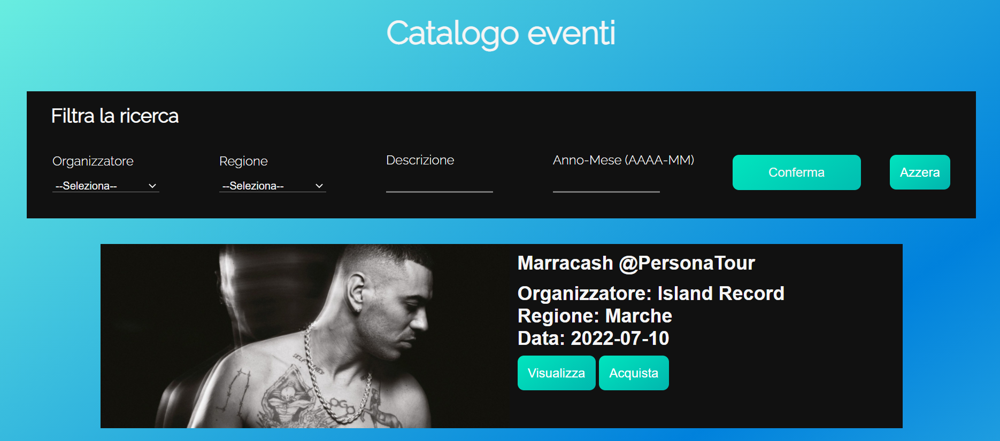 Catalogo eventi
Filtra la ricerca
Organizzatore
Regione
Descrizione
Anno-Mese (AAAA-MM)
--Seleziona--
--Seleziona--
Conferma
Azzera
Marracash @PersonaTour
Organizzatore: Island Record
Regione: Marche
Data: 2022-07-10
Visualizza
Acquista